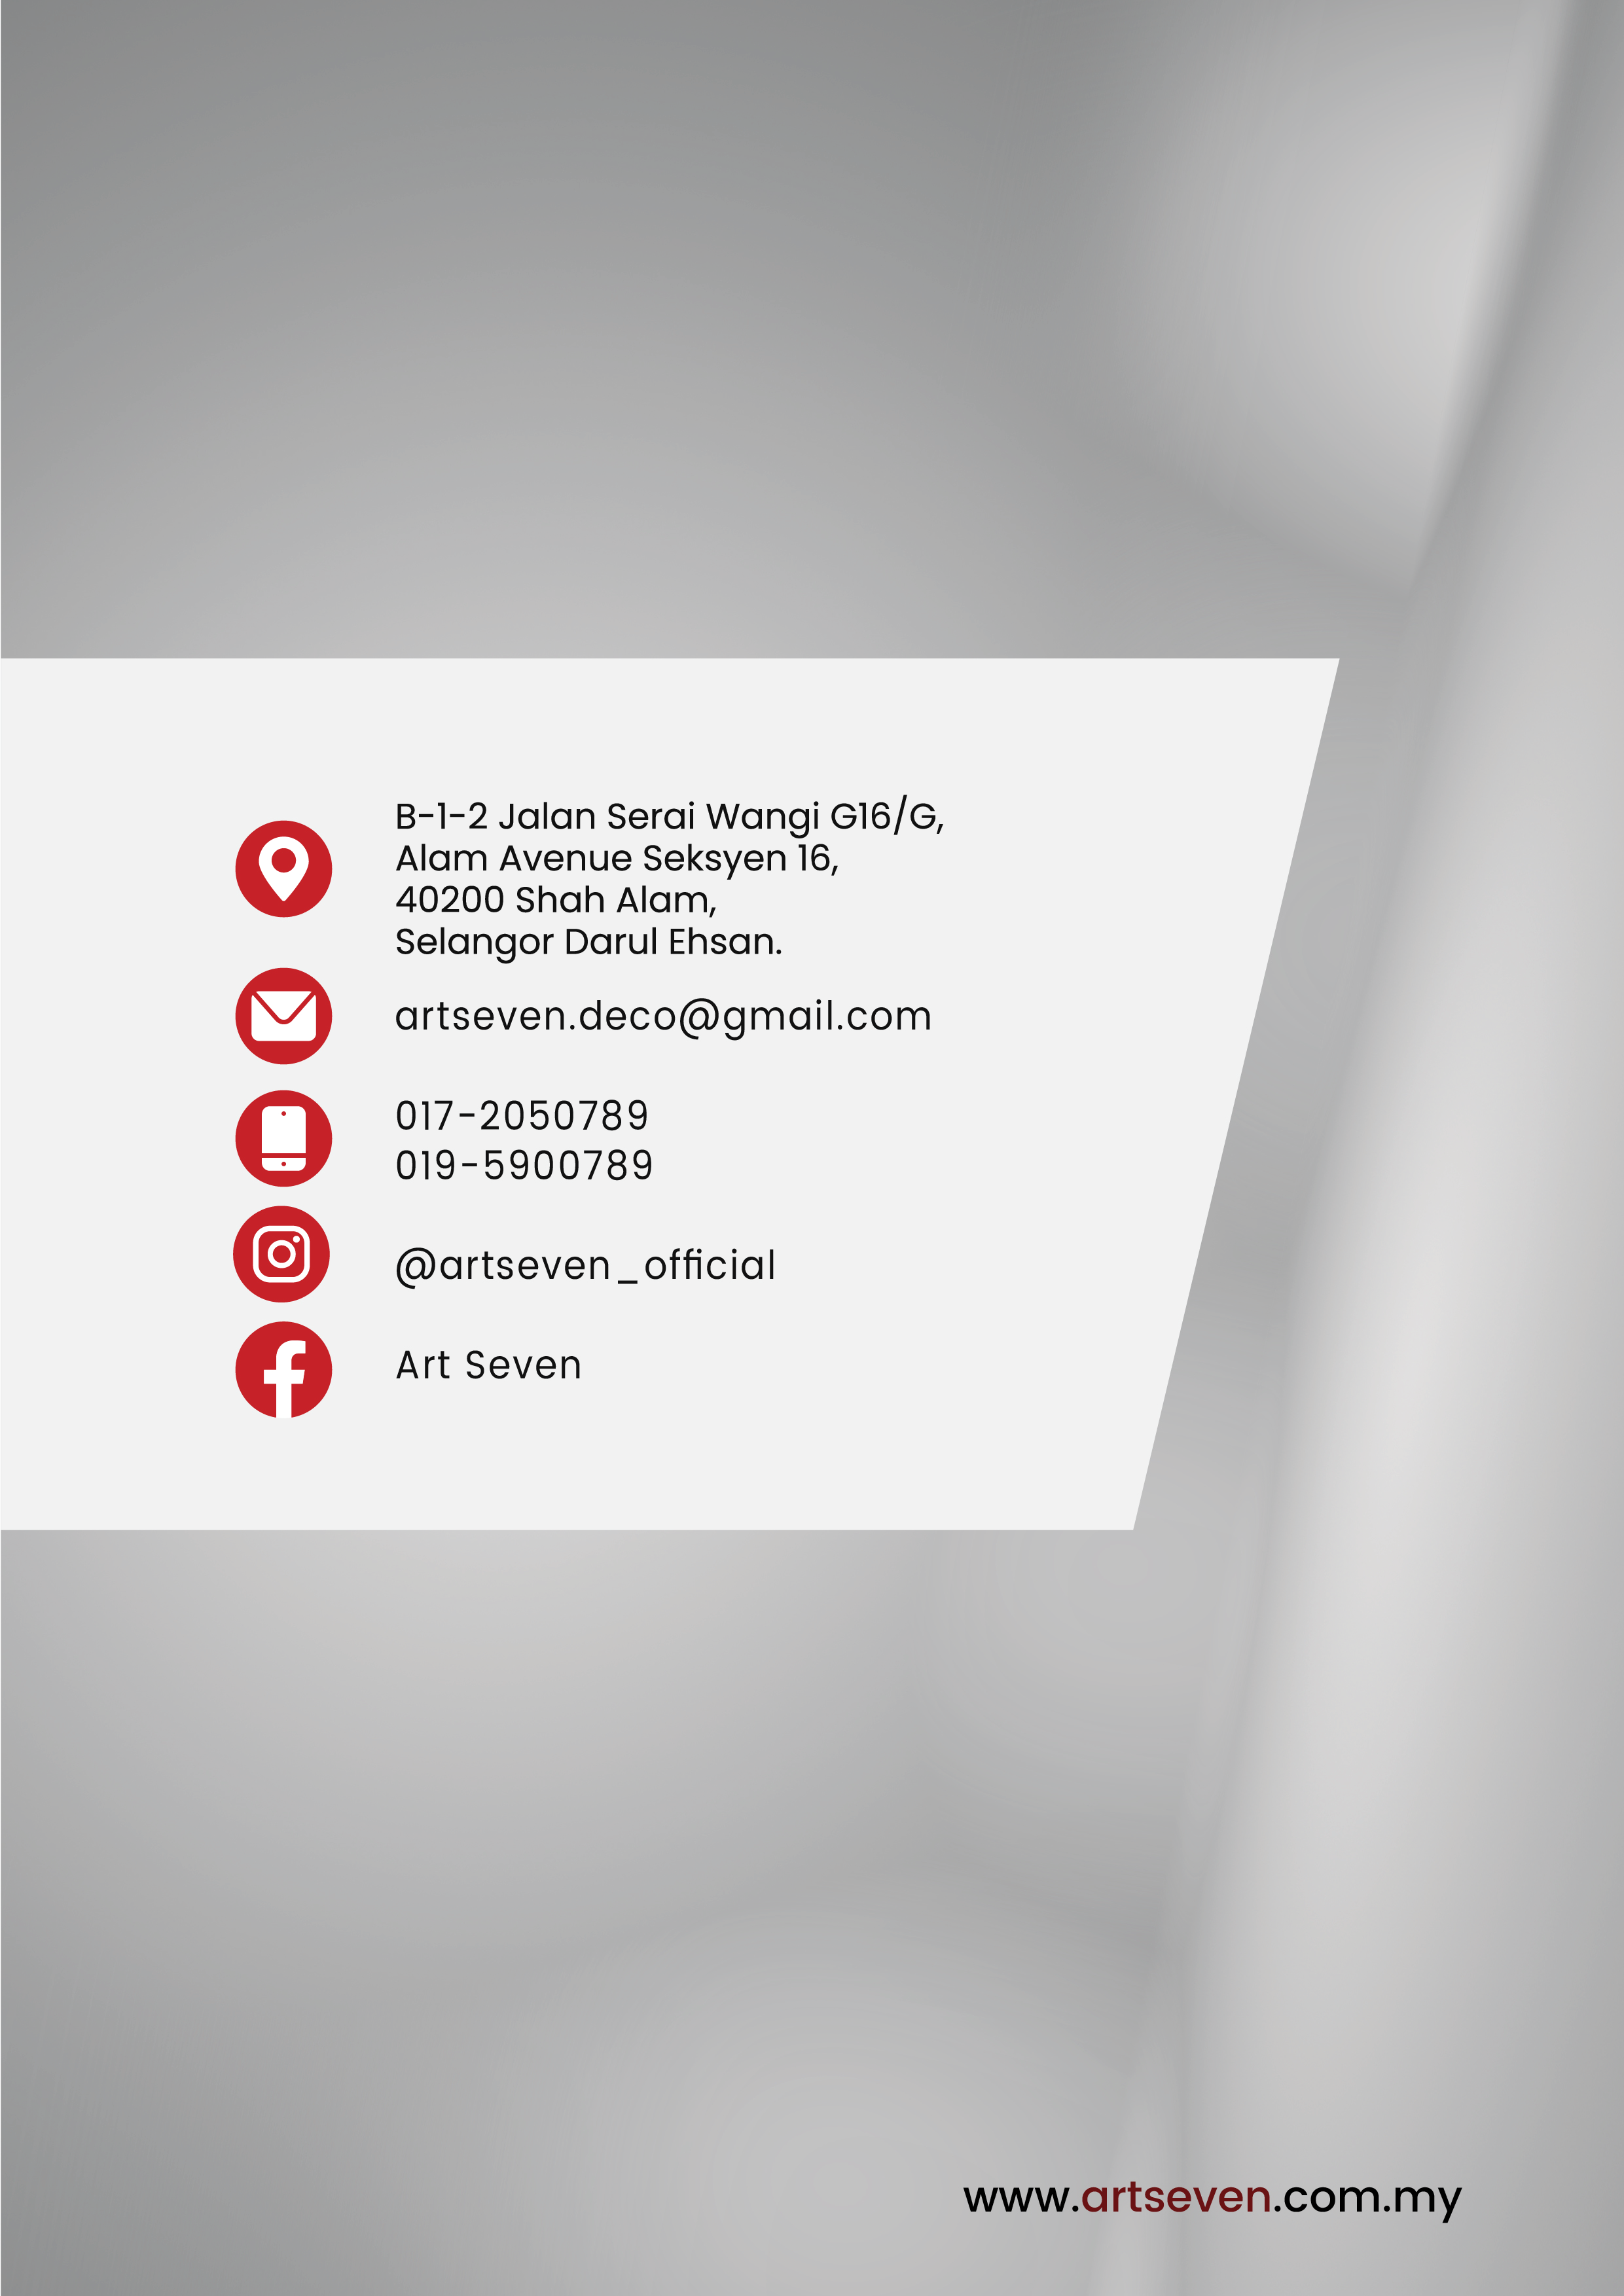 B-1-2 Jalan Serai Wangi G16/G,
Alam Avenue Seksyen 16,
40200 Shah Alam,
Selangor Darul Ehsan.
artseven.deco@gmail.com
017-2050789
019-5900789
@artseven_official
Art Seven
www.artseven.com.my